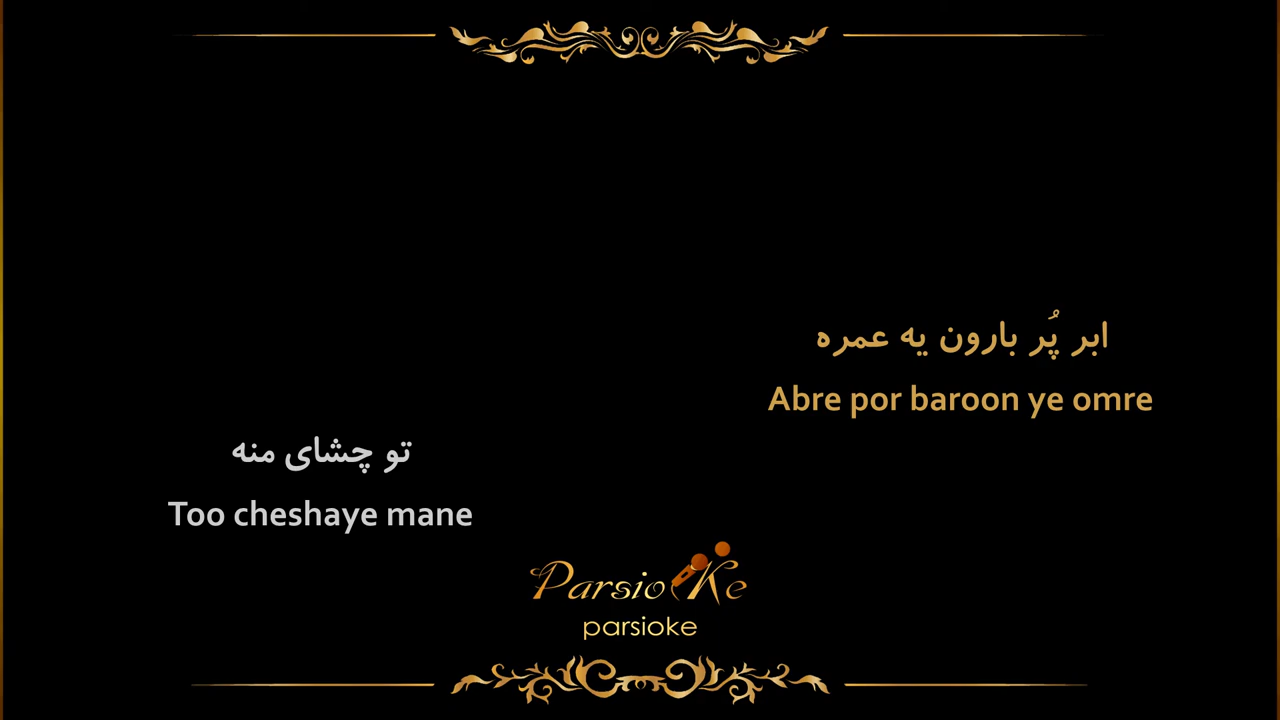 ابر پُر بارون یه عمره
Abre por baroon ye omre
تو چشای منه
Too cheshaye mane
ParsioKe
parsioke